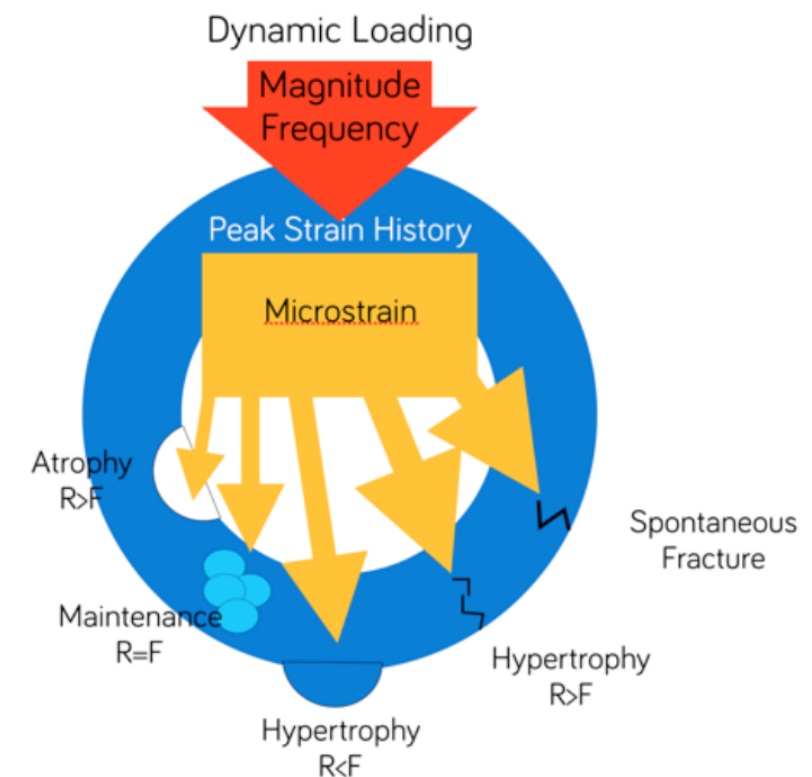 Dynamic Loading
Magnitude
Frequency
Peak Strain History
Microstrain
Atrophy
R>F
Maintenance
R=F
Hypertrophy
R<F
Hypertrophy
R>F
Spontaneous
Fracture